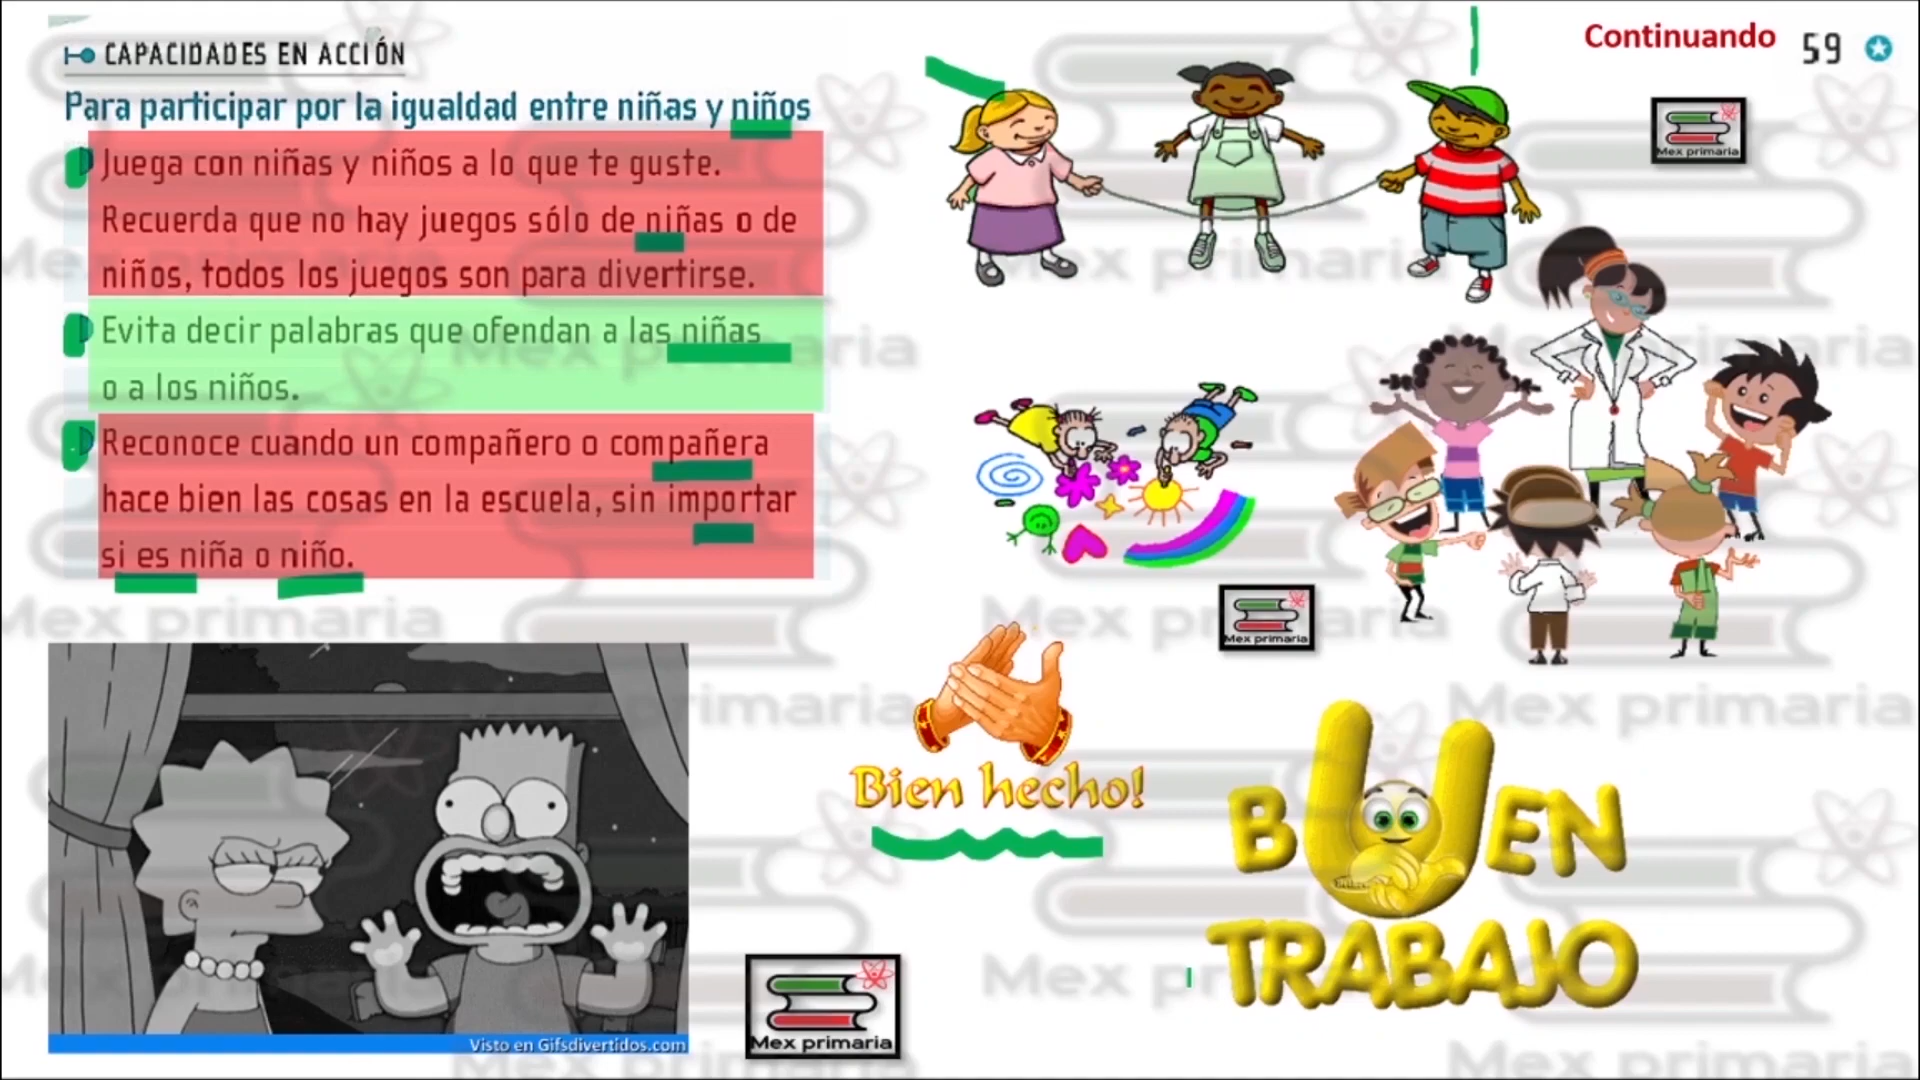 CAPACIDADES EN ACCIÓN
Para participar por la igualdad entre niñas y niños
Juega con niñas y niños a lo que te guste.
Recuerda que no hay juegos sólo de niñas o de
niños, todos los juegos son para divertirse.
Evita decir palabras que ofendan a las niñas
o a los niños.
Reconoce cuando un compañero o compañera
hace bien las cosas en la escuela, sin importar
si es niña o niño.
Visto en Gifsdivertidos.com
Continuando
59
Mex primaria
Mex primaria
Bien hecho!
BUEN
TRABAJO
Mex primaria